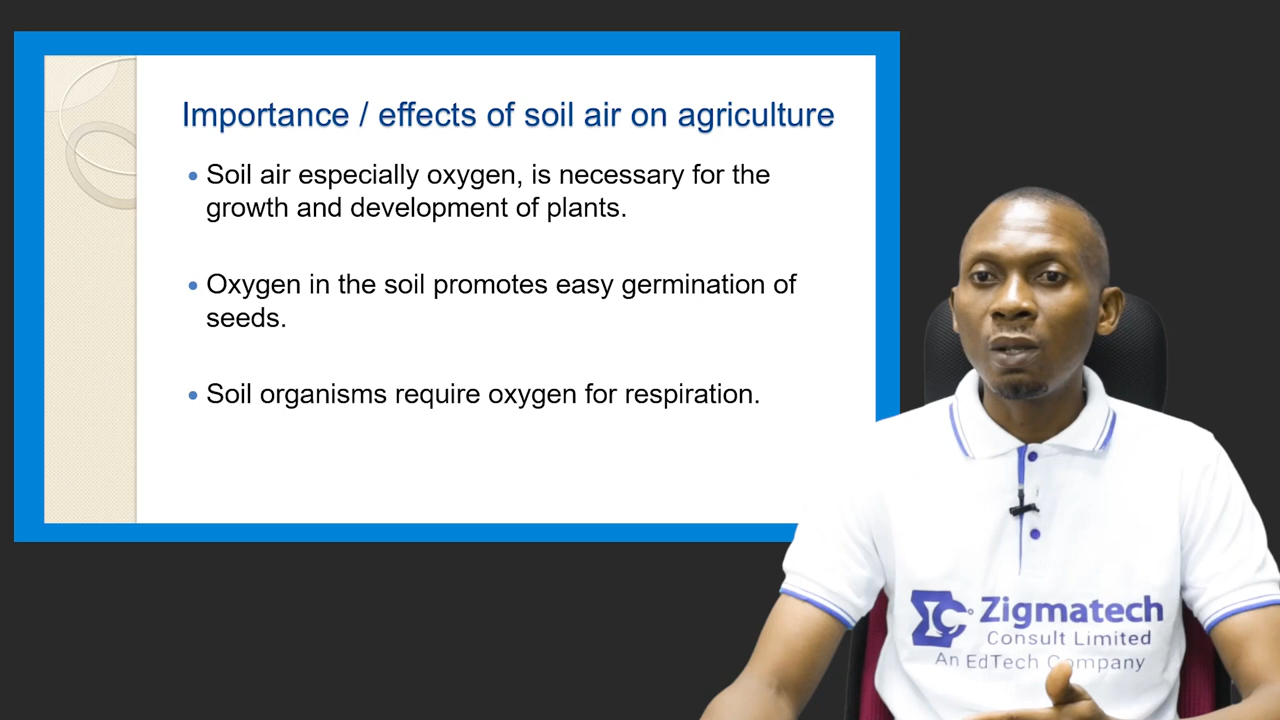 Importance / effects of soil air on agriculture
• Soil air especially oxygen, is necessary for the
growth and development of plants.
• Oxygen in the soil promotes easy germination of
seeds.
• Soil organisms require oxygen for respiration.
Zigmatech
Consult Limited
An EdTech Company